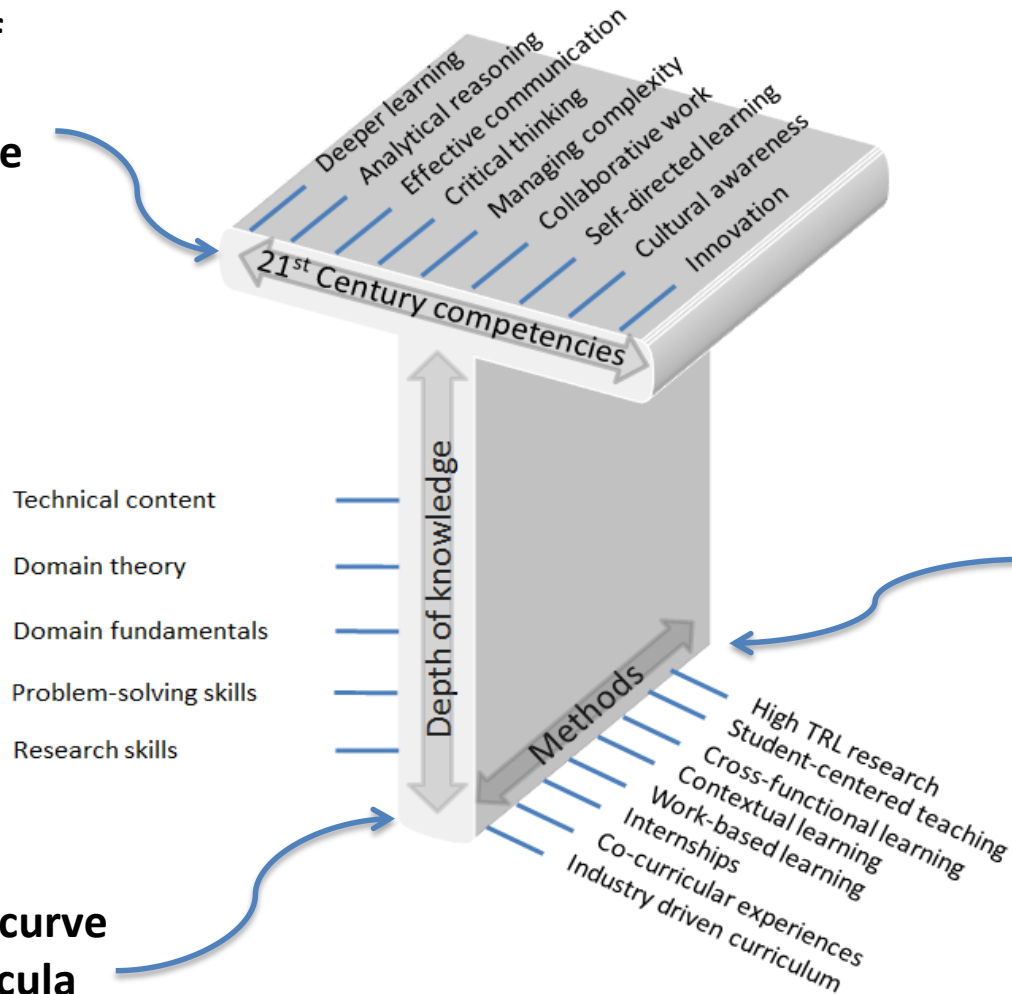 Deeper learning
Analytical reasoning
Effective communication
Critical thinking
Managing complexity
Collaborative work
Self-directed learning
Cultural awareness
Innovation
21st Century competencies
Depth of knowledge
Technical content
Domain theory
Domain fundamentals
Problem-solving skills
Research skills
Methods
High TRL research
Student-centered teaching
Cross-functional learning
Contextual learning
Work-based learning
Internships
Co-curricular experiences
Industry driven curriculum
curve